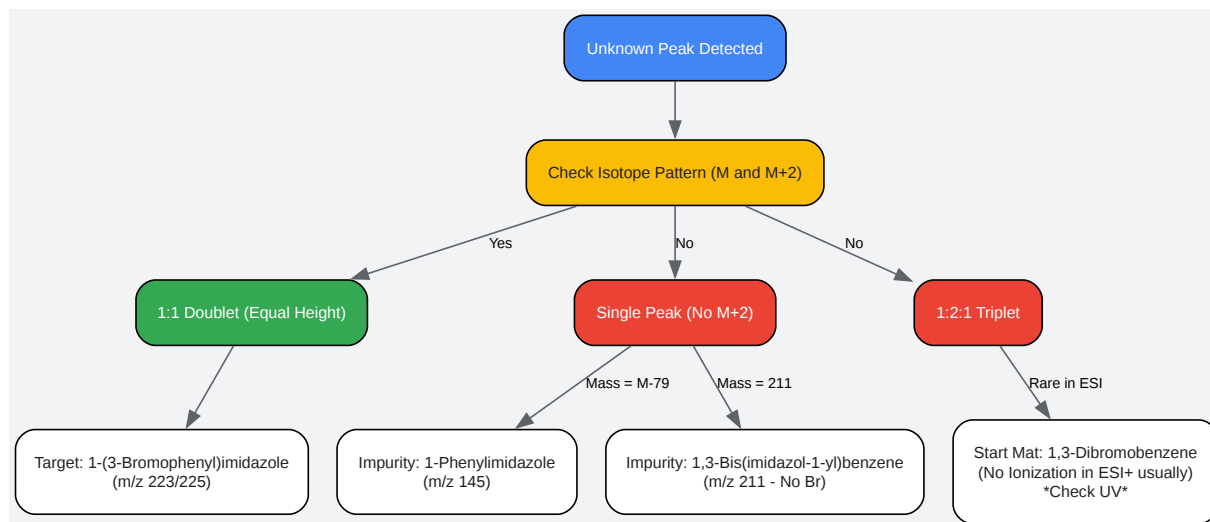 Unknown Peak Detected
Check Isotope Pattern (M and M+2)
Yes
No
No
1:1 Doublet (Equal Height)
Single Peak (No M+2)
1:2:1 Triplet
Mass = M-79
Mass = 211
Rare in ESI
Target: 1-(3-Bromophenyl)imidazole
(m/z 223/225)
Impurity: 1-Phenylimidazole
(m/z 145)
Impurity: 1,3-Bis(imidazol-1-yl)benzene
(m/z 211 - No Br)
Start Mat: 1,3-Dibromobenzene
(No Ionization in ESI+ usually)
*Check UV*